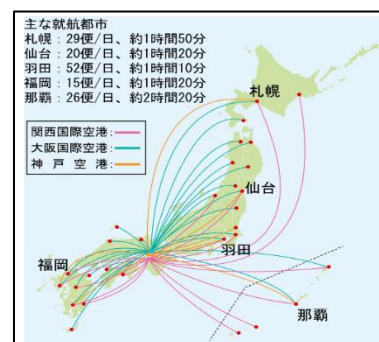 主な就航都市
札幌：29便/日、約1時間50分
仙台：20便/日、約1時間20分
羽田：52便/日、約1時間10分
福岡：15便/日、約1時間20分
那覇：26便/日、約2時間20分
札幌
関西国際空港：
大阪国際空港：
神戸空港：
仙台
羽田
福岡
那覇